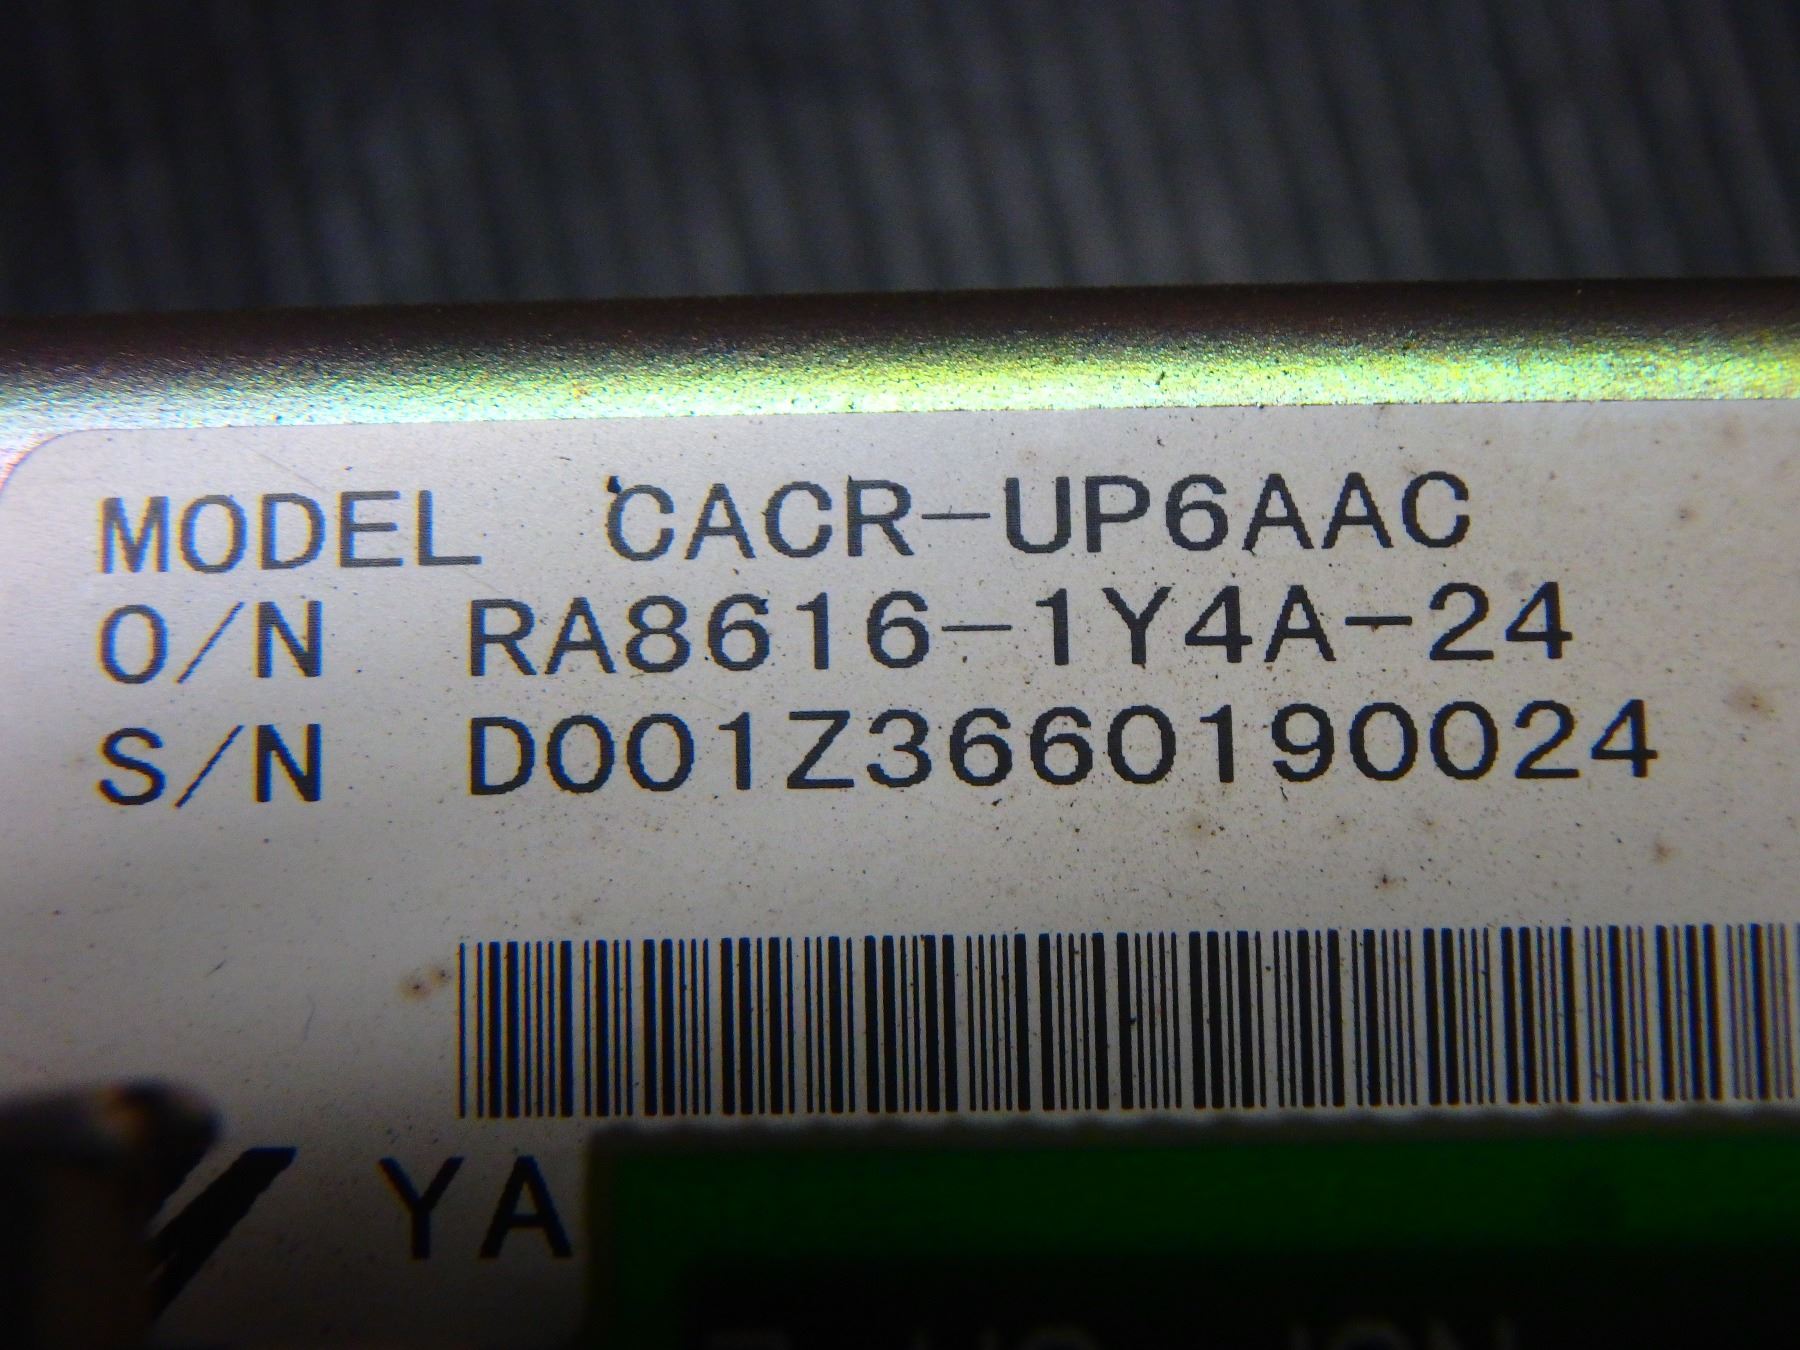 MODEL CACR-UP6AAC
O/N RA8616-1Y4A-24
S/N D001Z3660190024
YA